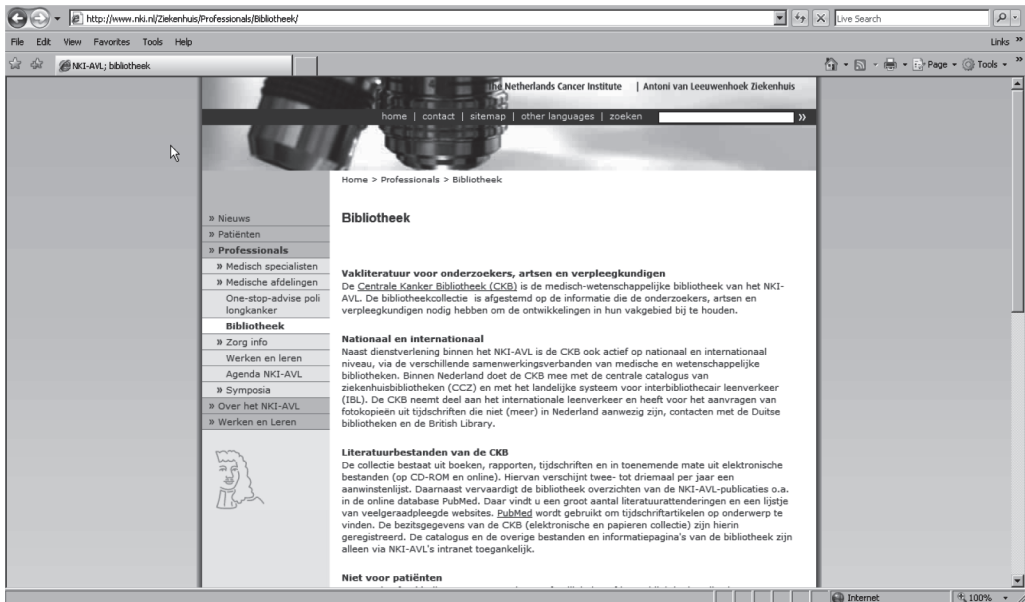 http://www.nki.nl/Ziekenhuis/Professionals/Bibliotheek/
Live Search
File Edit View Favorites Tools Help
Links »
NKI-AVL; bibliotheek
Page
Tools
»
Netherlands Cancer Institute | Antoni van Leeuwenhoek Ziekenhuis
home | contact | sitemap | other languages | zoeken
»
Home > Professionals > Bibliotheek
» Nieuws
» Patiënten
» Professionals
» Medisch specialisten
» Medische afdelingen
One-stop-advise poli
longkanker
Bibliotheek
» Zorg info
Werken en leren
Agenda NKI-AVL
» Symposia
» Over het NKI-AVL
» Werken en Leren
Bibliotheek
Vakliteratuur voor onderzoekers, artsen en verpleegkundigen
De Centrale Kanker Bibliotheek (CKB) is de medisch-wetenschappelijke bibliotheek van het NKI-
AVL. De bibliotheekcollectie is afgestemd op de informatie die de onderzoekers, artsen en
verpleegkundigen nodig hebben om de ontwikkelingen in hun vakgebied bij te houden.
Nationaal en internationaal
Naast dienstverlening binnen het NKI-AVL is de CKB ook actief op nationaal en internationaal
niveau, via de verschillende samenwerkingsverbanden van medische en wetenschappelijke
bibliotheken. Binnen Nederland doet de CKB mee met de centrale catalogus van
ziekenhuisbibliotheken (CCZ) en met het landelijke systeem voor interbibliothecair leenverkeer
(IBL). De CKB neemt deel aan het internationale leenverkeer en heeft voor het aanvragen van
fotokopieën uit tijdschriften die niet (meer) in Nederland aanwezig zijn, contacten met de Duitse
bibliotheken en de British Library.
Literatuurbestanden van de CKB
De collectie bestaat uit boeken, rapporten, tijdschriften en in toenemende mate uit elektronische
bestanden (op CD-ROM en online). Hiervan verschijnt twee- tot driemaal per jaar een
aanwinstenlijst. Daarnaast vervaardigt de bibliotheek overzichten van de NKI-AVL-publicaties o.a.
in de online database PubMed. Daar vindt u een groot aantal literatuurattenderingen en een lijstje
van veelgeraadpleegde websites. PubMed wordt gebruikt om tijdschriftartikelen op onderwerp te
vinden. De bezitsgegevens van de CKB (elektronische en papieren collectie) zijn hierin
geregistreerd. De catalogus en de overige bestanden en informatiepagina's van de bibliotheek zijn
alleen via NKI-AVL's intranet toegankelijk.
Niet voor patiënten
Internet
100%